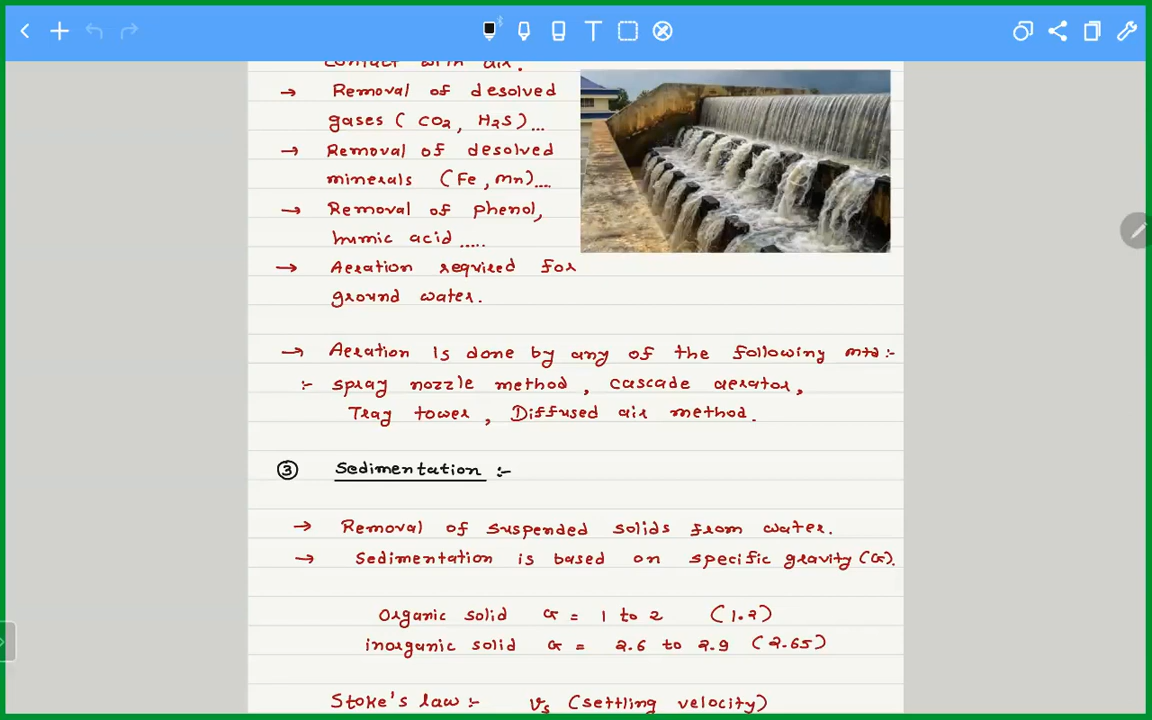 contact with air.
→ Removal of desolved
gases ( CO2, H2S )...
→ Removal of desolved
minerals (Fe, Mn)....
→ Removal of phenol,
humic acid .....
→ Aeration required for
ground water.
→ Aeration is done by any of the following mtd :-
:- spray nozzle method, cascade aerator,
Tray tower, Diffused air method.
③ Sedimentation :-
→ Removal of suspended solids from water.
→ Sedimentation is based on specific gravity (G).
Organic solid G = 1 to 2 (1.2)
inorganic solid G = 2.6 to 2.9 (2.65)
Stoke's law :- Vs (settling velocity)